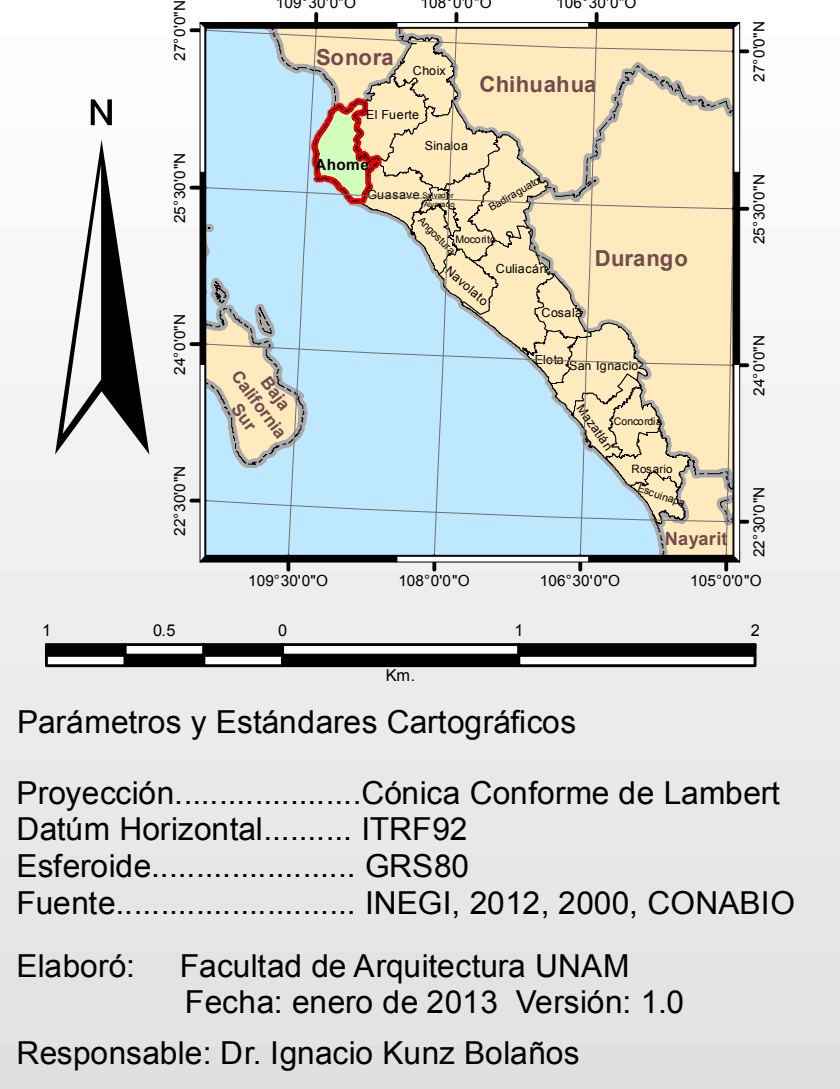 109°30'0"O 108°0'0"O 106°30'0"O
27°0'0"N
27°0'0"N
Sonora
Choix
Chihuahua
N
El Fuerte
Sinaloa
Ahome
25°30'0"N
Guasave
Salvador
Alvarado
Badiraguato
25°30'0"N
Angostura
Mocorito
Durango
Culiacán
Navolato
Cosalá
24°0'0"N
Elota
San Ignacio
24°0'0"N
Baja
California
Sur
Mazatlán
Concordia
Rosario
Escuinapa
22°30'0"N
22°30'0"N
Nayarit
109°30'0"O 108°0'0"O 106°30'0"O 105°0'0"O
1 0.5 0 1 2
Km.
Parámetros y Estándares Cartográficos
Proyección.....................Cónica Conforme de Lambert
Datúm Horizontal.......... ITRF92
Esferoide....................... GRS80
Fuente........................... INEGI, 2012, 2000, CONABIO
Elaboró: Facultad de Arquitectura UNAM
Fecha: enero de 2013 Versión: 1.0
Responsable: Dr. Ignacio Kunz Bolaños